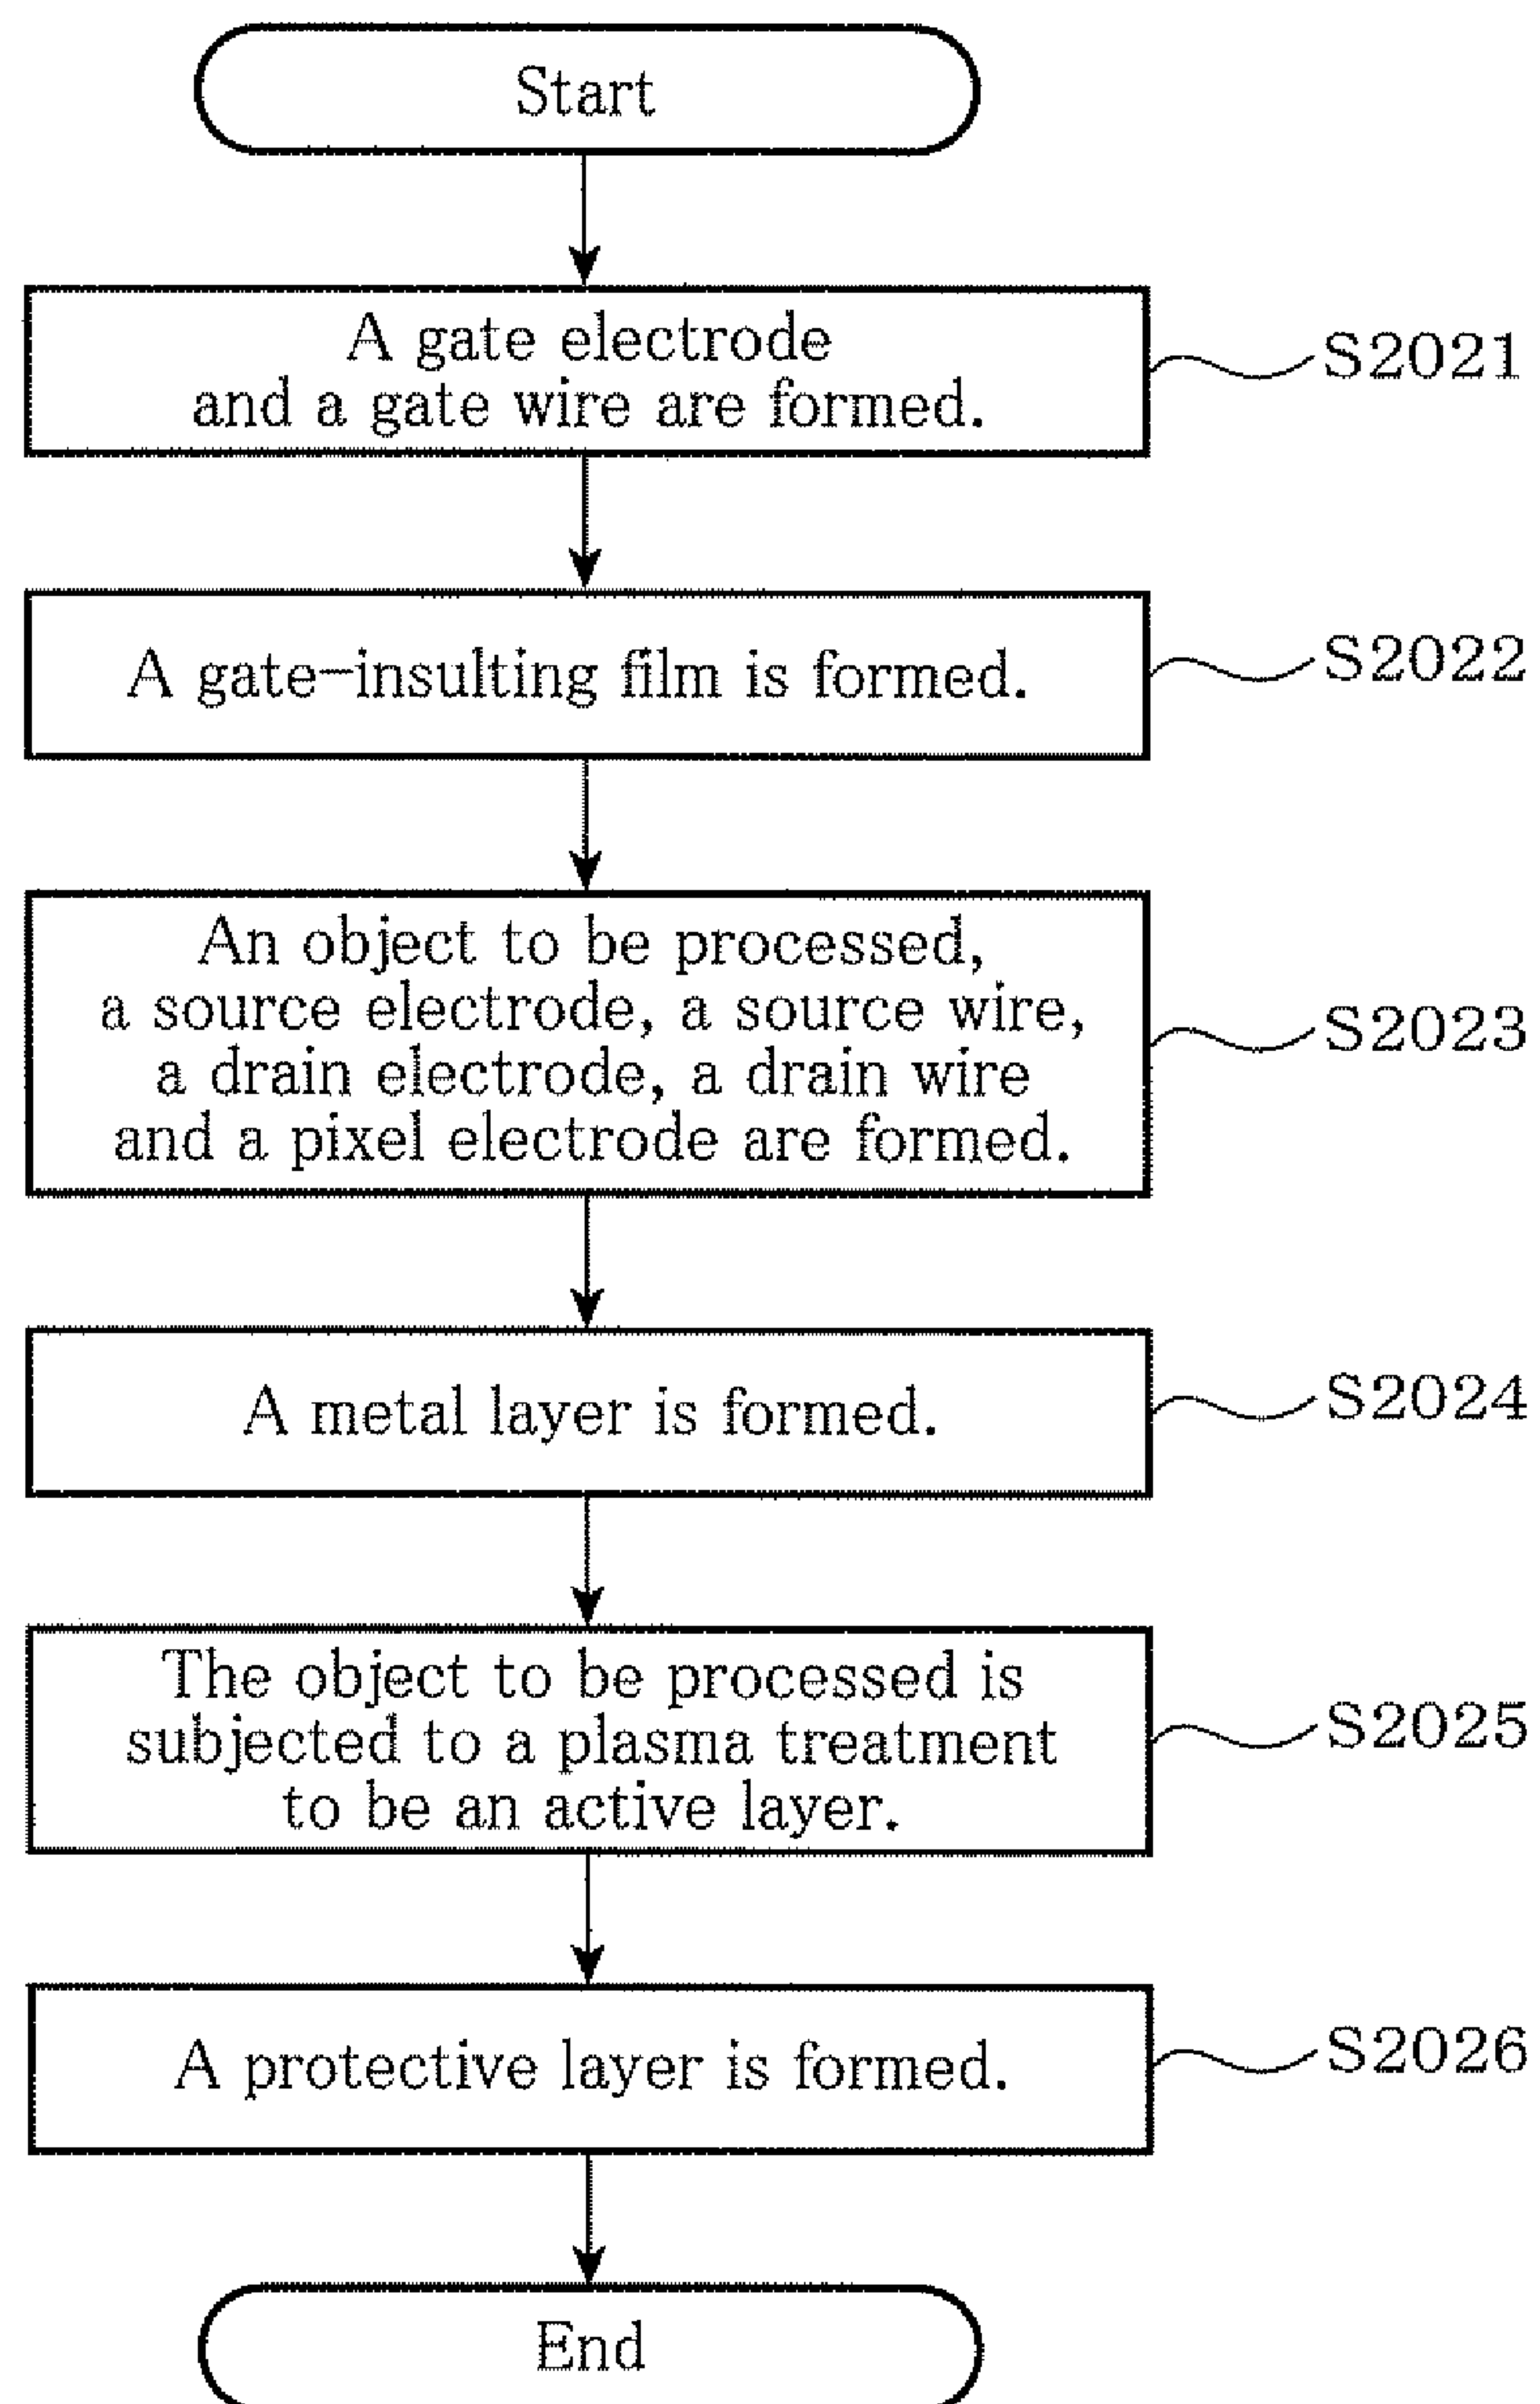 Start
A gate electrode
and a gate wire are formed.
S2021
A gate-insulting film is formed.
S2022
An object to be processed,
a source electrode, a source wire,
a drain electrode, a drain wire
and a pixel electrode are formed.
S2023
A metal layer is formed.
S2024
The object to be processed is
subjected to a plasma treatment
to be an active layer.
S2025
A protective layer is formed.
S2026
End